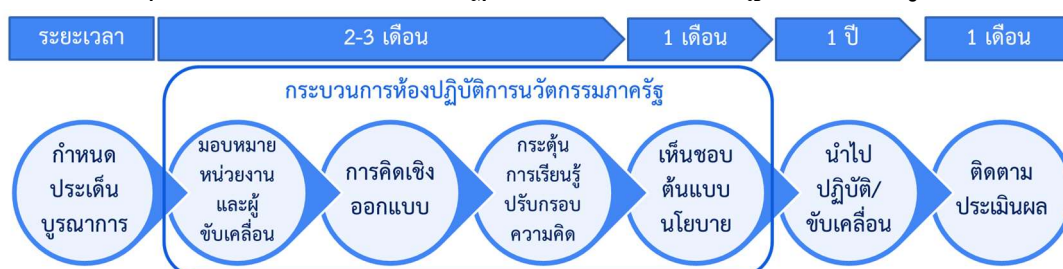 ระยะเวลา
2-3 เดือน
1 เดือน
1 ปี
1 เดือน
กระบวนการห้องปฏิบัติการนวัตกรรมภาครัฐ
กำหนด
ประเด็น
บูรณาการ
มอบหมาย
หน่วยงาน
และผู้
ขับเคลื่อน
การคิดเชิง
ออกแบบ
กระตุ้น
การเรียนรู้
ปรับกรอบ
ความคิด
เห็นชอบ
ต้นแบบ
นโยบาย
นำไป
ปฏิบัติ/
ขับเคลื่อน
ติดตาม
ประเมินผล